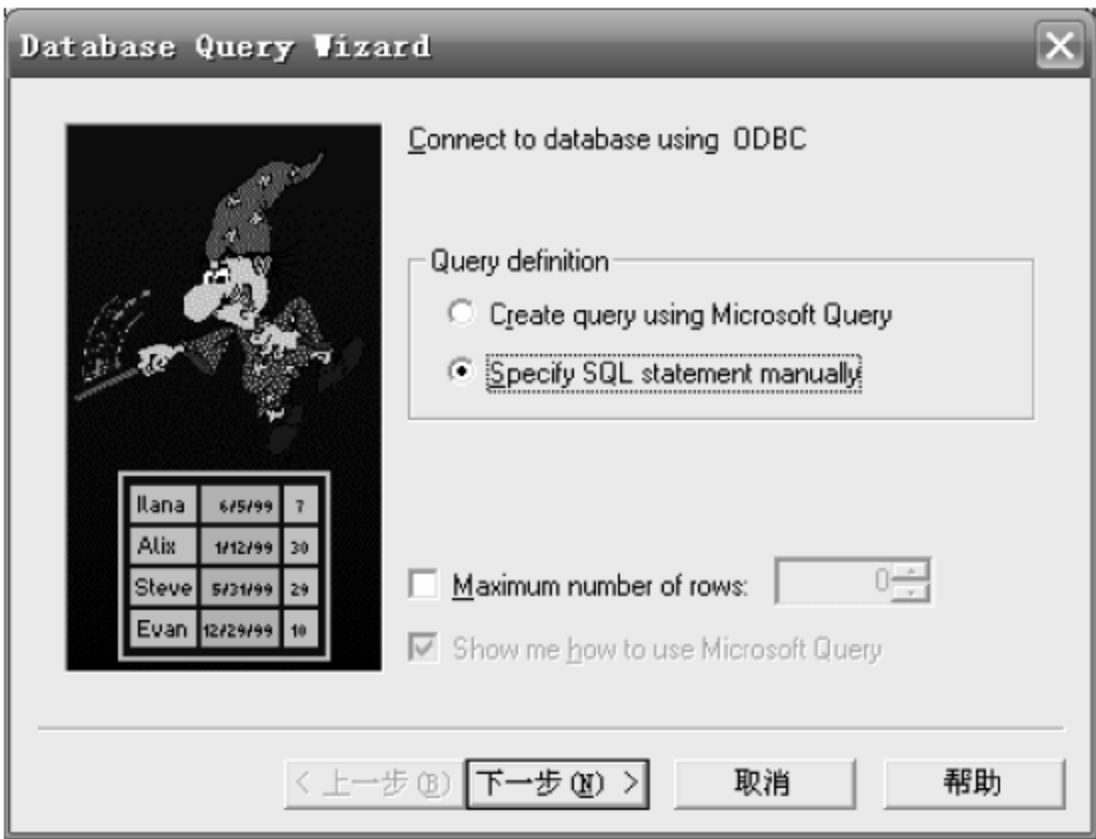 Database Query Wizard
Connect to database using ODBC
Query definition
Create query using Microsoft Query
Specify SQL statement manually
Ilana 6/5/99 7
Alix 1/12/99 30
Steve 5/31/99 29
Evan 12/29/99 10
Maximum number of rows: 0
Show me how to use Microsoft Query
< 上一步(B) 下一步(N) > 取消 帮助